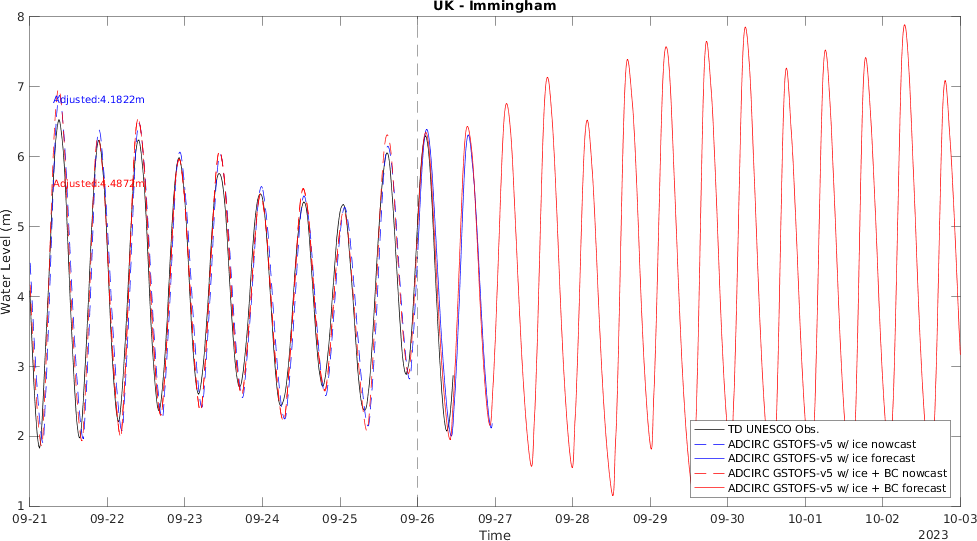 UK - Immingham
8
7
6
5
4
3
2
1
Water Level (m)
Adjusted:4.1822m
Adjusted:4.4872m
TD UNESCO Obs.
ADCIRC GSTOFS-v5 w/ ice nowcast
ADCIRC GSTOFS-v5 w/ ice forecast
ADCIRC GSTOFS-v5 w/ ice + BC nowcast
ADCIRC GSTOFS-v5 w/ ice + BC forecast
09-21 09-22 09-23 09-24 09-25 09-26 09-27 09-28 09-29 09-30 10-01 10-02 10-03
Time
2023